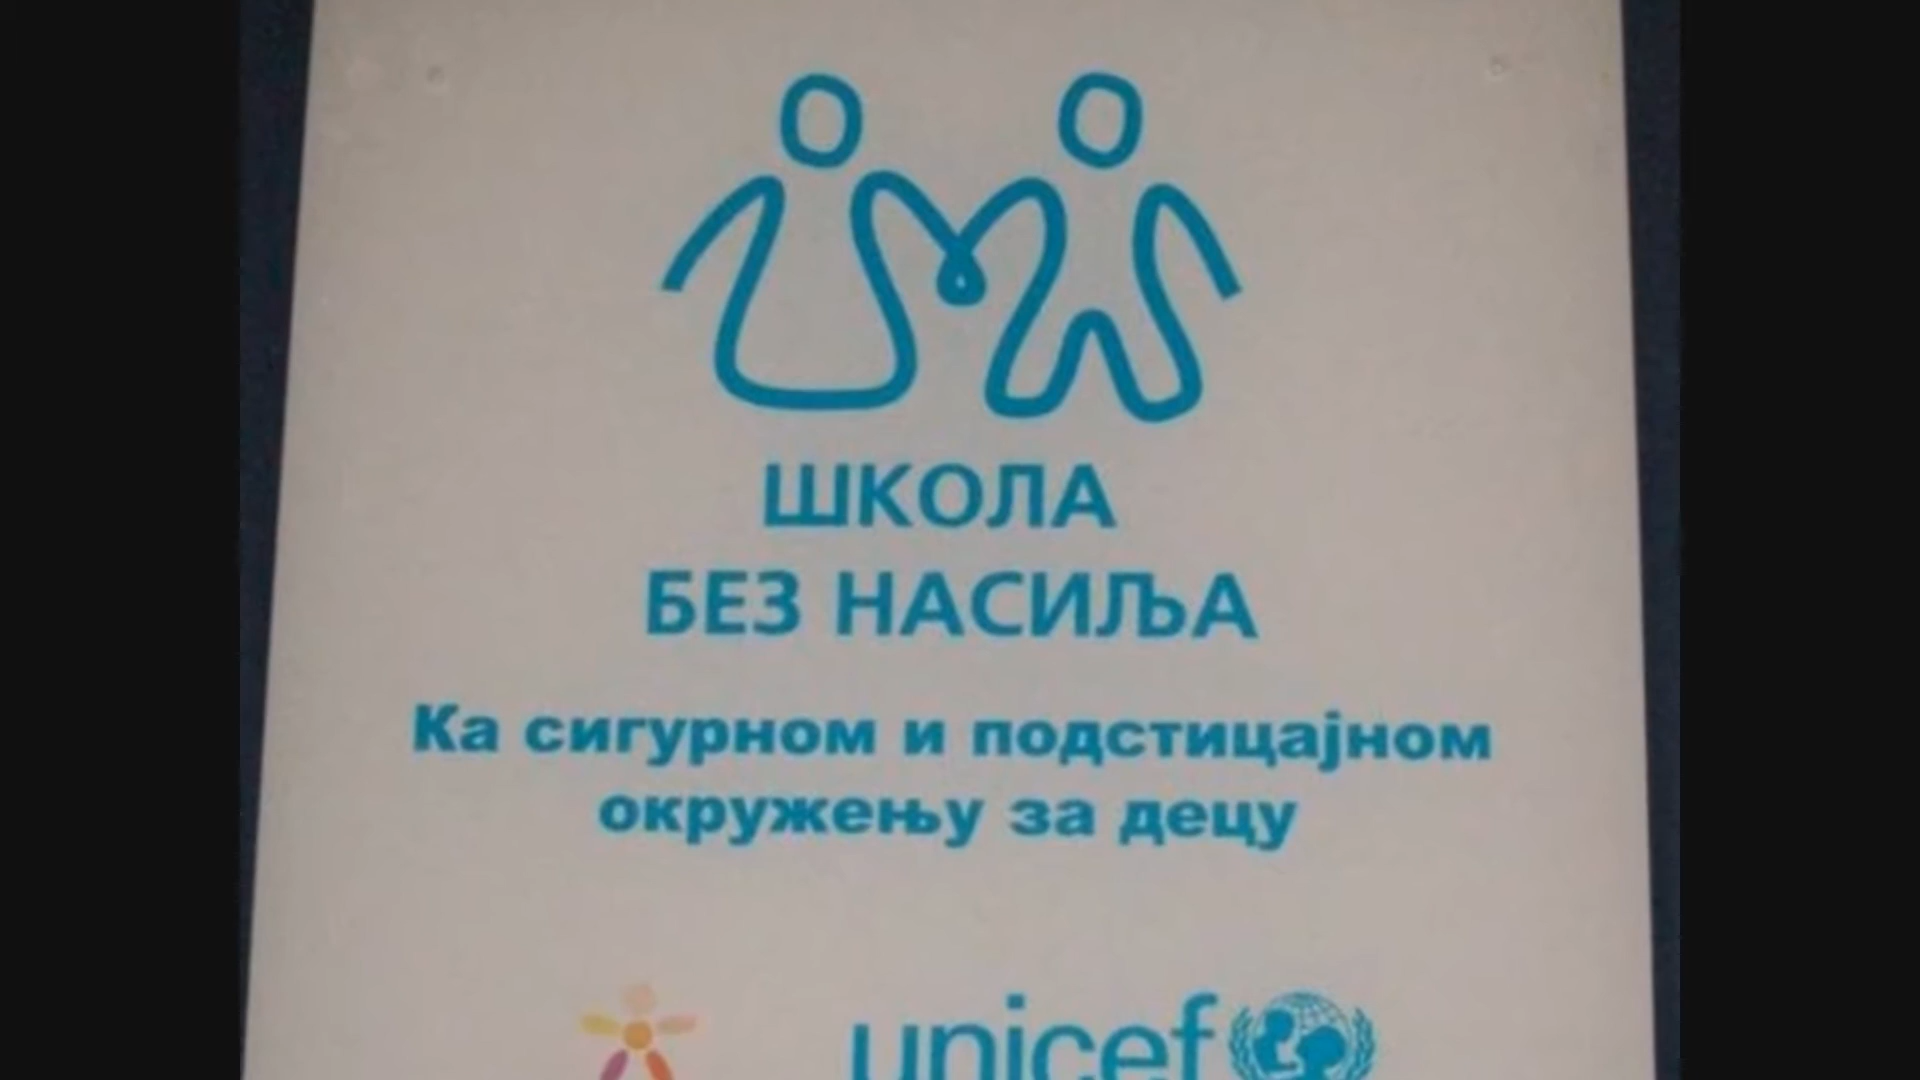 ШКОЛА
БЕЗ НАСИЉА
Ка сигурном и подстицајном
окружењу за децу
unicef